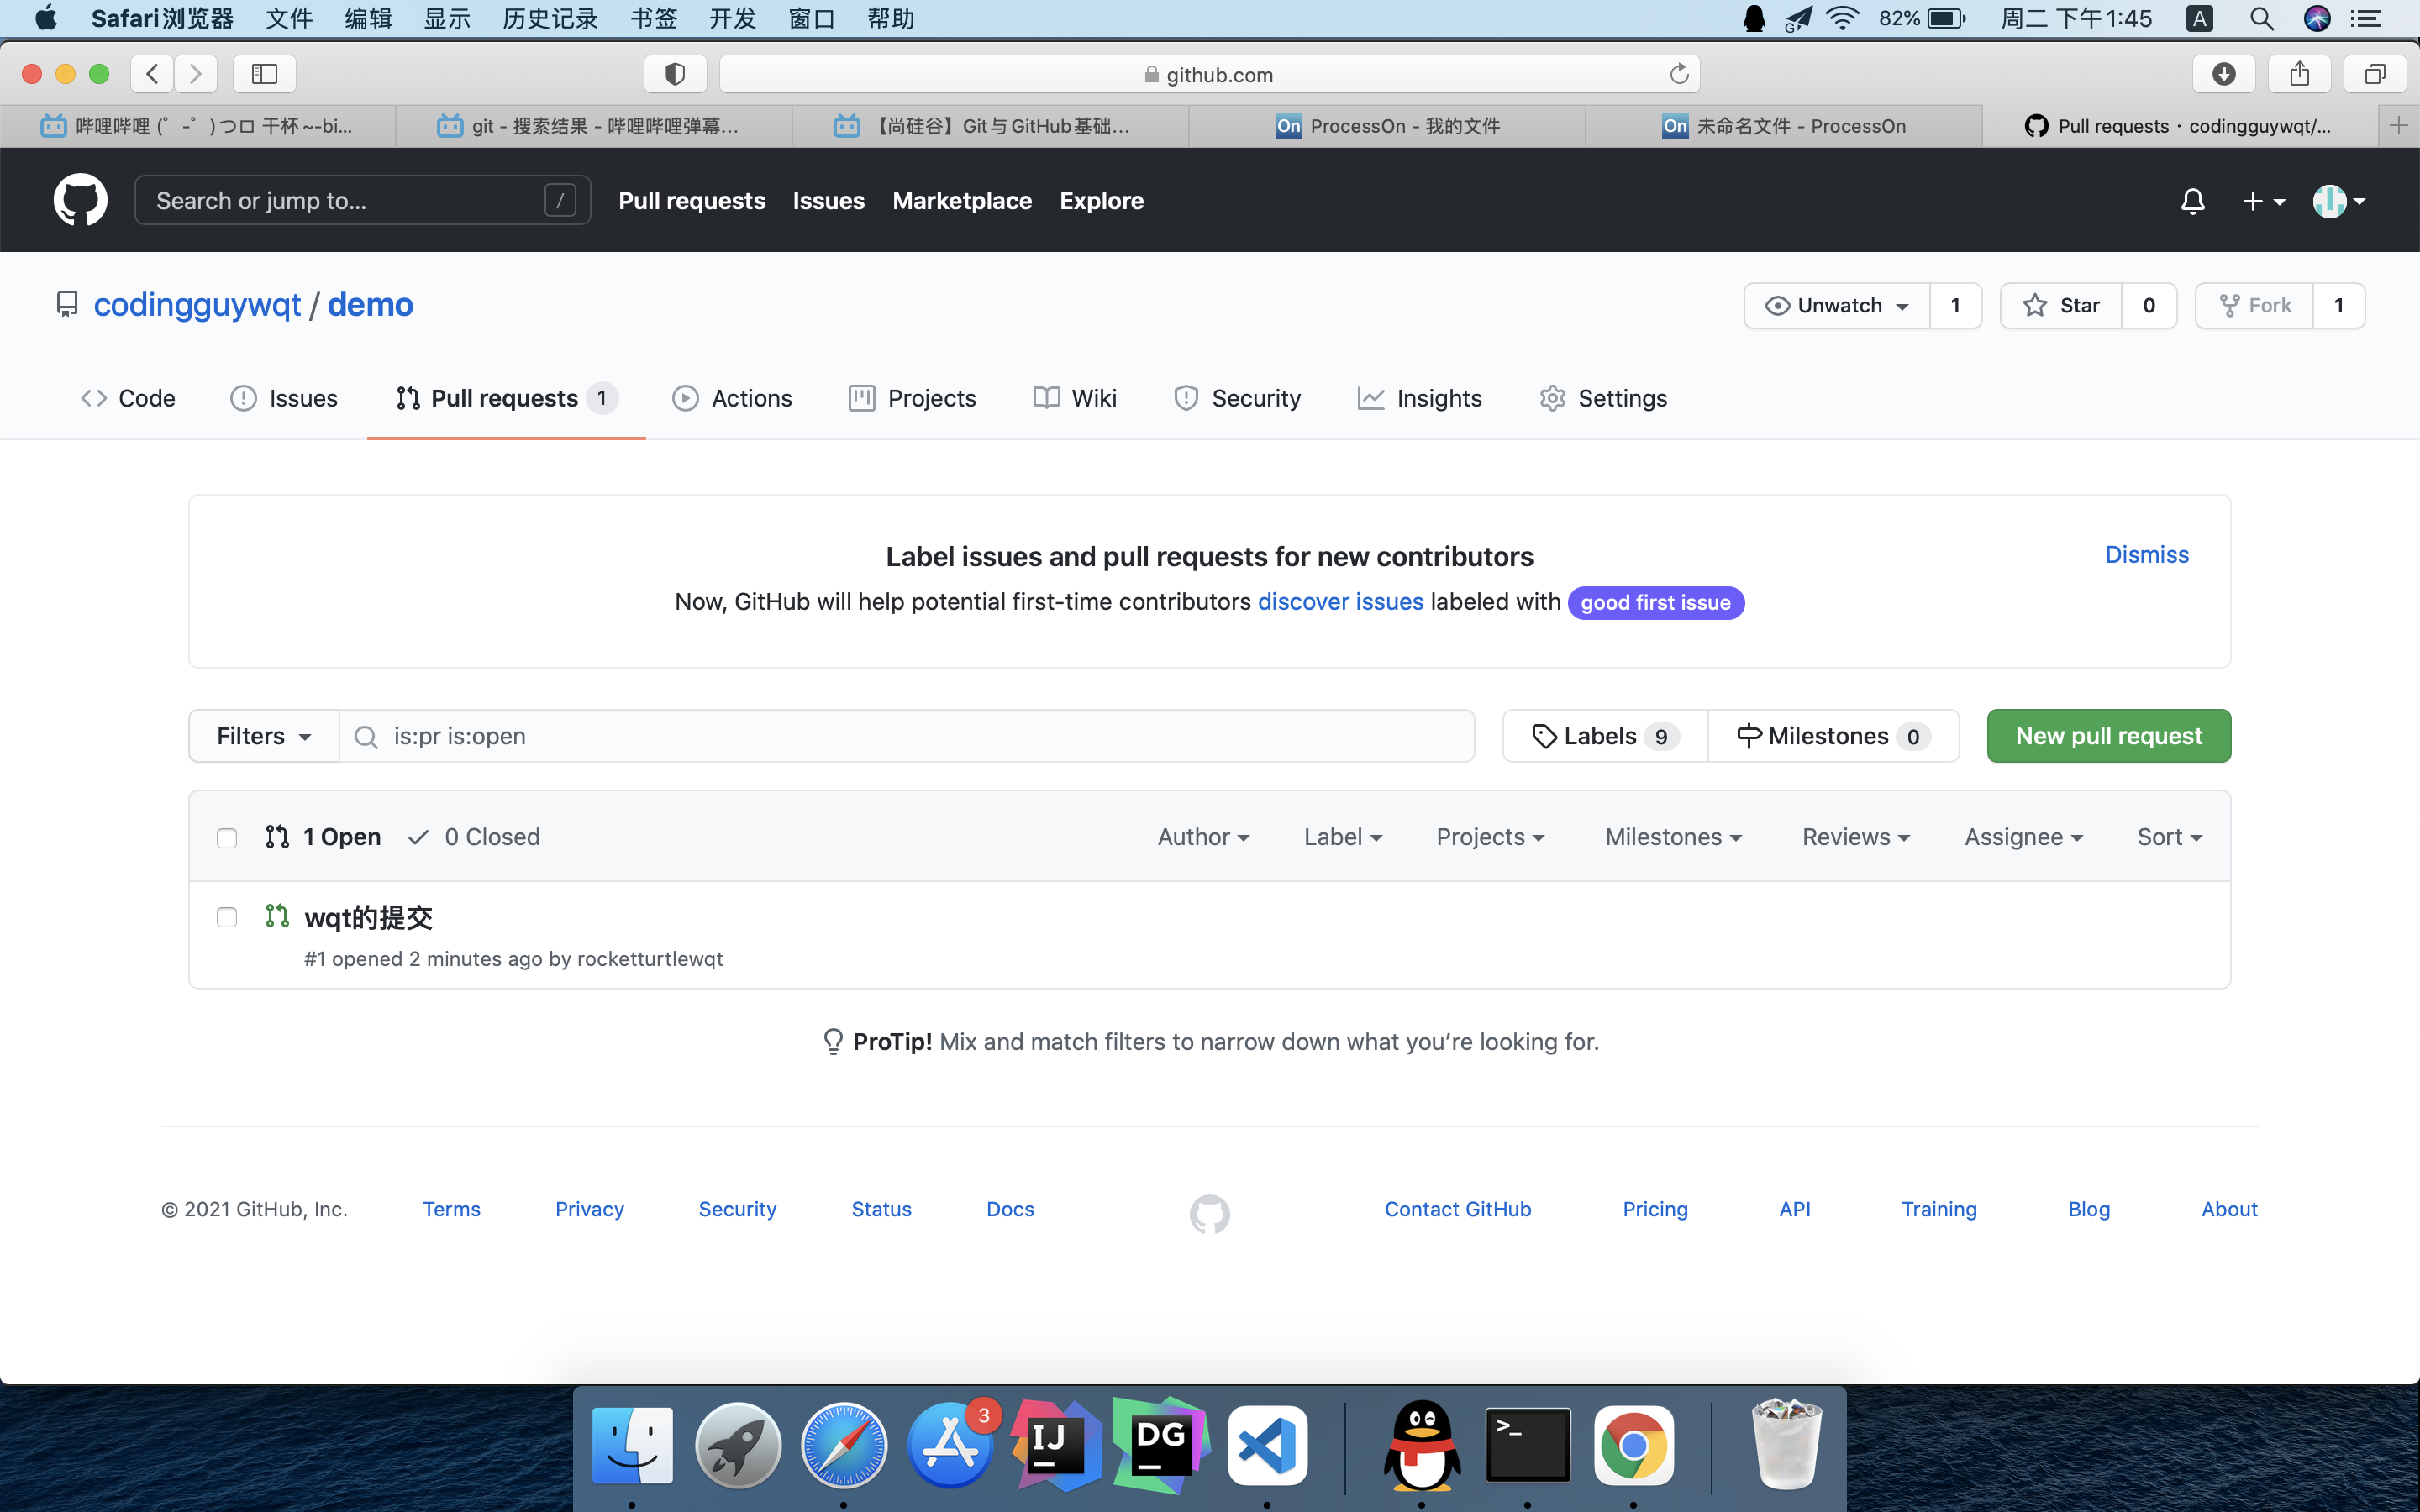 Safari浏览器 文件 编辑 显示 历史记录 书签 开发 窗口 帮助 82% 周二 下午1:45 A
github.com
哔哩哔哩 (゜-゜)つロ 干杯~-bi... git - 搜索结果 - 哔哩哔哩弹幕... 【尚硅谷】Git与GitHub基础... On ProcessOn - 我的文件 On 未命名文件 - ProcessOn Pull requests · codingguywqt/...
Search or jump to... / Pull requests Issues Marketplace Explore
codingguywqt / demo Unwatch 1 Star 0 Fork 1
Code Issues Pull requests 1 Actions Projects Wiki Security Insights Settings
Label issues and pull requests for new contributors Dismiss
Now, GitHub will help potential first-time contributors discover issues labeled with good first issue
Filters is:pr is:open Labels 9 Milestones 0 New pull request
1 Open 0 Closed Author Label Projects Milestones Reviews Assignee Sort
wqt的提交
#1 opened 2 minutes ago by rocketturtlewqt
ProTip! Mix and match filters to narrow down what you’re looking for.
© 2021 GitHub, Inc. Terms Privacy Security Status Docs Contact GitHub Pricing API Training Blog About
3 IJ DG >_